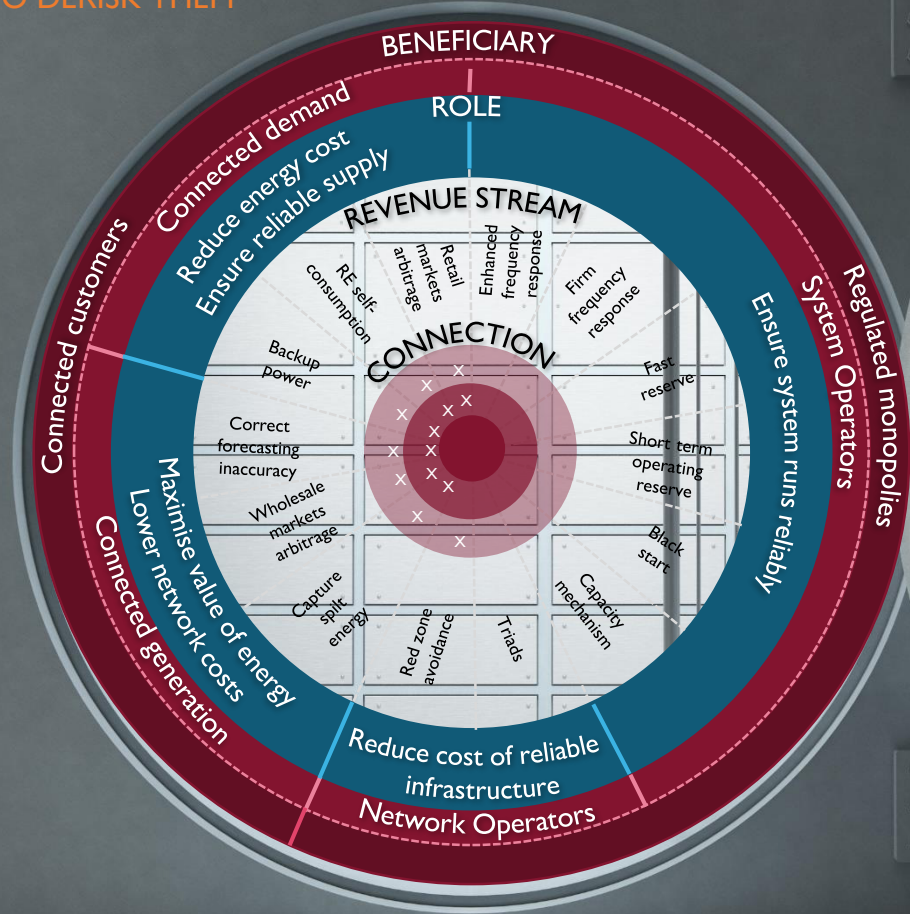 O DERISK THEM
BENEFICIARY
ROLE
REVENUE STREAM
CONNECTION
Connected customers
Connected demand
Reduce energy cost
Ensure reliable supply
Regulated monopolies
System Operators
Ensure system runs reliably
Network Operators
Reduce cost of reliable
infrastructure
Connected generation
Lower network costs
Maximise value of energy
Enhanced
frequency
response
Firm
frequency
response
Fast
reserve
Short term
operating
reserve
Black
start
Capacity
mechanism
Triads
Red zone
avoidance
Capture
spilt
energy
Wholesale
markets
arbitrage
Correct
forecasting
inaccuracy
Backup
power
RE self-
consumption
Retail
markets
arbitrage
x
x
x
x
x
x
x
x
x
x
x
x
x